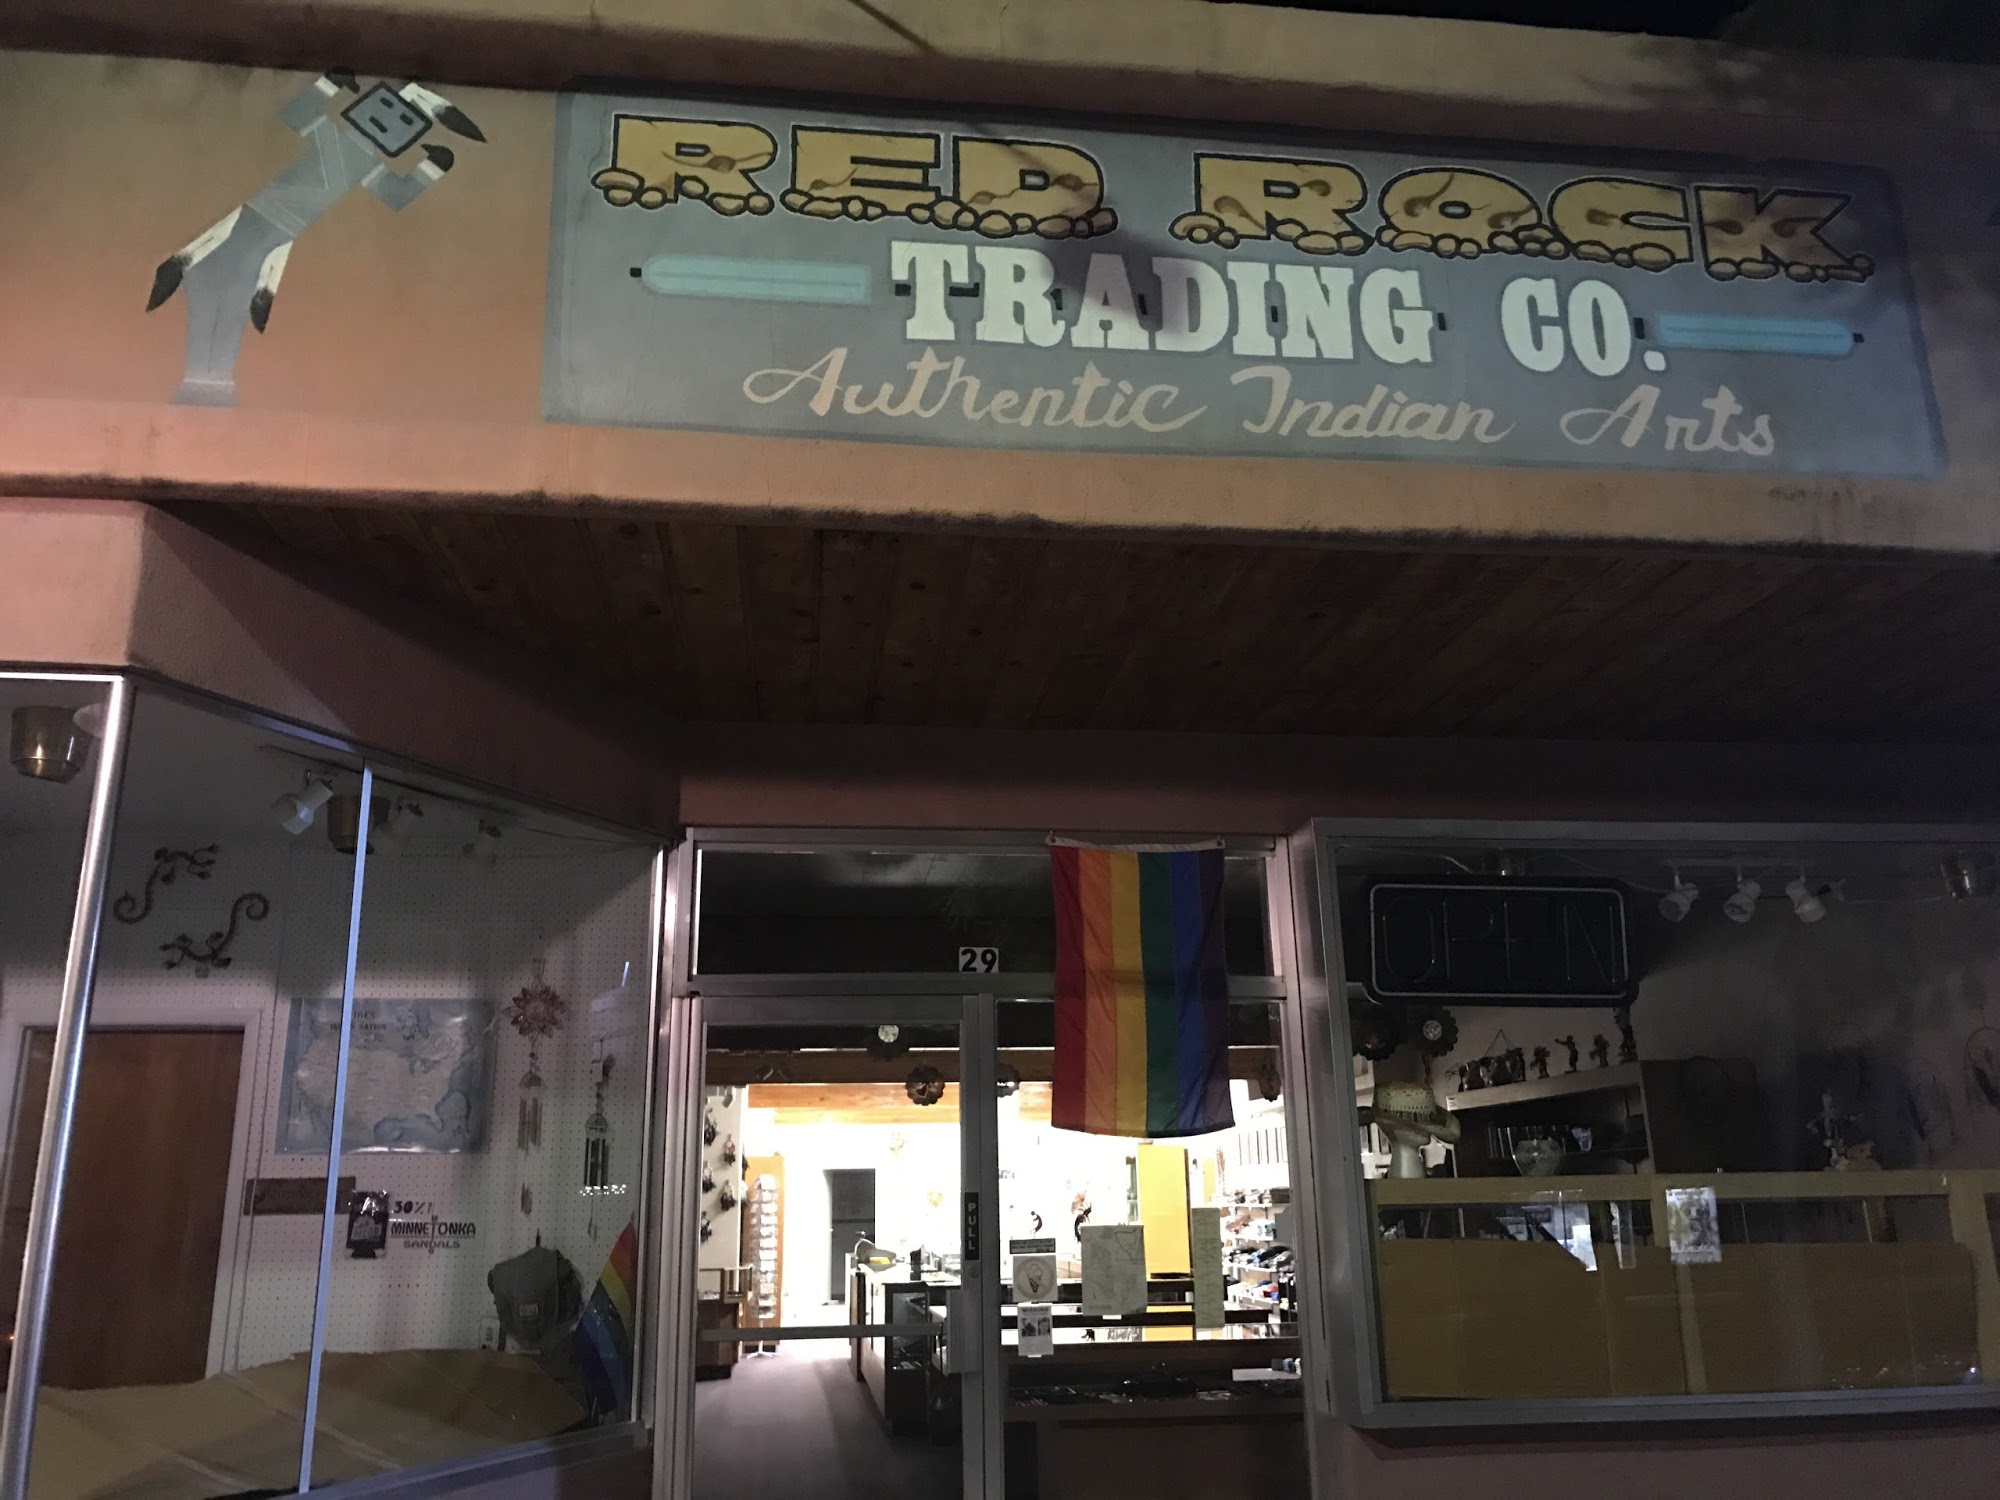 RED ROCK
TRADING CO.
Authentic Indian Arts
29
OPEN
PULL
30%
MINNETONKA
SANDALS